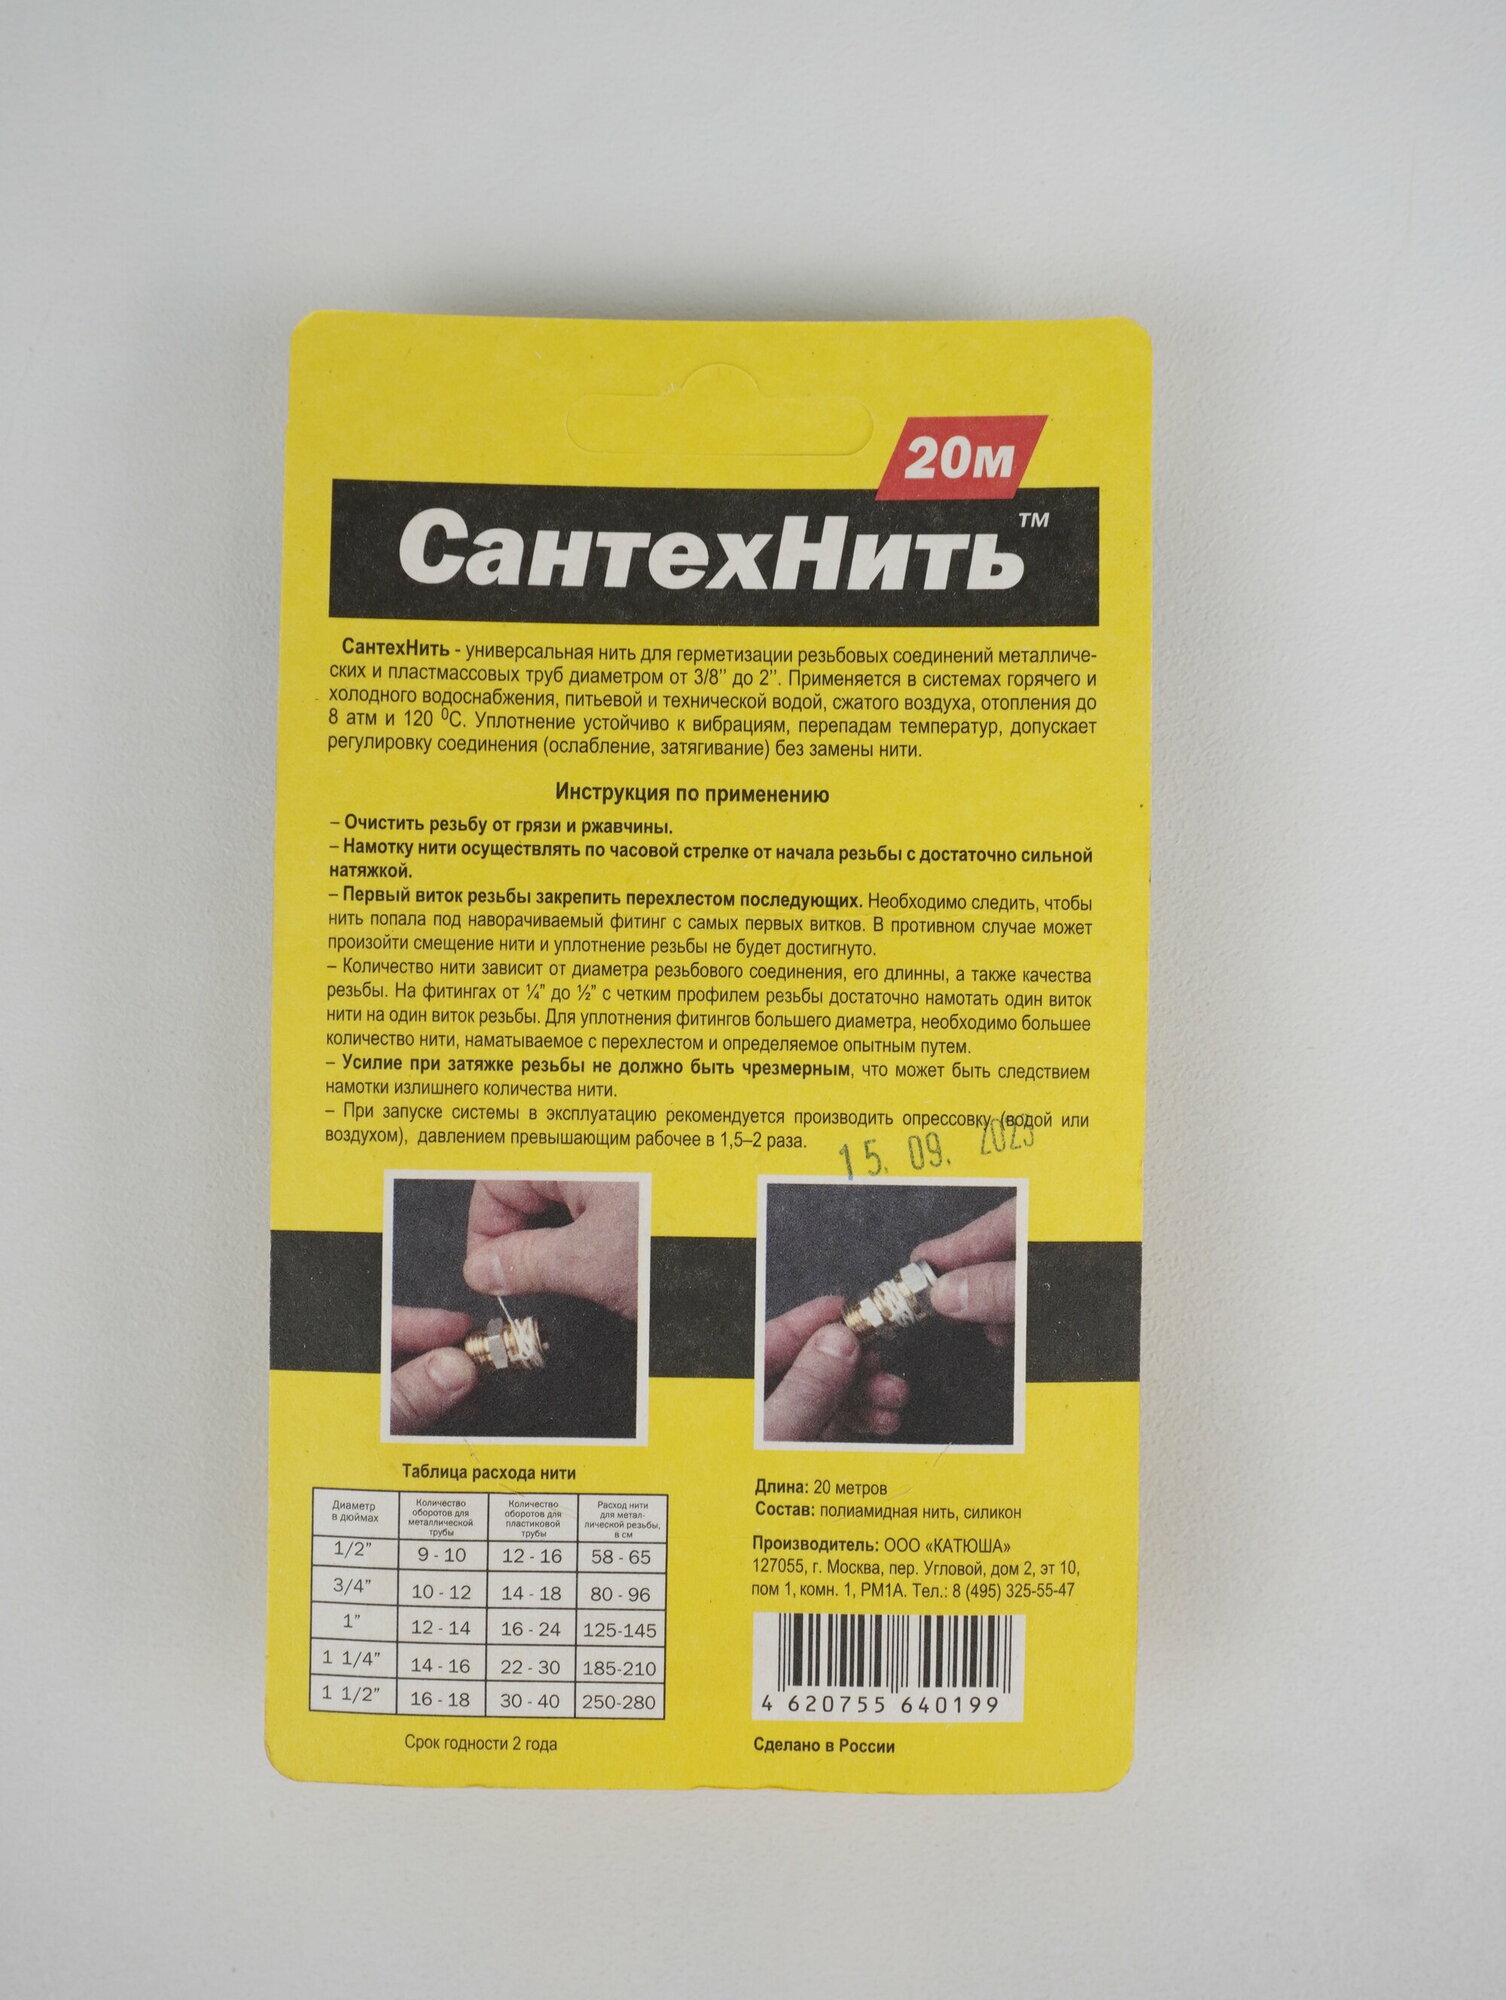 20м
СантехНить™
СантехНить - универсальная нить для герметизации резьбовых соединений металличе-
ских и пластмассовых труб диаметром от 3/8” до 2”. Применяется в системах горячего и
холодного водоснабжения, питьевой и технической водой, сжатого воздуха, отопления до
8 атм и 120 ⁰С. Уплотнение устойчиво к вибрациям, перепадам температур, допускает
регулировку соединения (ослабление, затягивание) без замены нити.
Инструкция по применению
– Очистить резьбу от грязи и ржавчины.
– Намотку нити осуществлять по часовой стрелке от начала резьбы с достаточно сильной
натяжкой.
– Первый виток резьбы закрепить перехлестом последующих. Необходимо следить, чтобы
нить попала под наворачиваемый фитинг с самых первых витков. В противном случае может
произойти смещение нити и уплотнение резьбы не будет достигнуто.
– Количество нити зависит от диаметра резьбового соединения, его длинны, а также качества
резьбы. На фитингах от ¼” до ½” с четким профилем резьбы достаточно намотать один виток
нити на один виток резьбы. Для уплотнения фитингов большего диаметра, необходимо большее
количество нити, наматываемое с перехлестом и определяемое опытным путем.
– Усилие при затяжке резьбы не должно быть чрезмерным, что может быть следствием
намотки излишнего количества нити.
– При запуске системы в эксплуатацию рекомендуется производить опрессовку (водой или
воздухом), давлением превышающим рабочее в 1,5–2 раза.
15. 09. 2023
Таблица расхода нити
Диаметр в дюймах Количество оборотов для металлической трубы Количество оборотов для пластиковой трубы Расход нити для метал- лической резьбы, в см
1/2” 9 - 10 12 - 16 58 - 65
3/4” 10 - 12 14 - 18 80 - 96
1” 12 - 14 16 - 24 125-145
1 1/4” 14 - 16 22 - 30 185-210
1 1/2” 16 - 18 30 - 40 250-280
Срок годности 2 года
Длина: 20 метров
Состав: полиамидная нить, силикон
Производитель: ООО «КАТЮША»
127055, г. Москва, пер. Угловой, дом 2, эт 10,
пом 1, комн. 1, РМ1А. Тел.: 8 (495) 325-55-47
4 620755 640199
Сделано в России